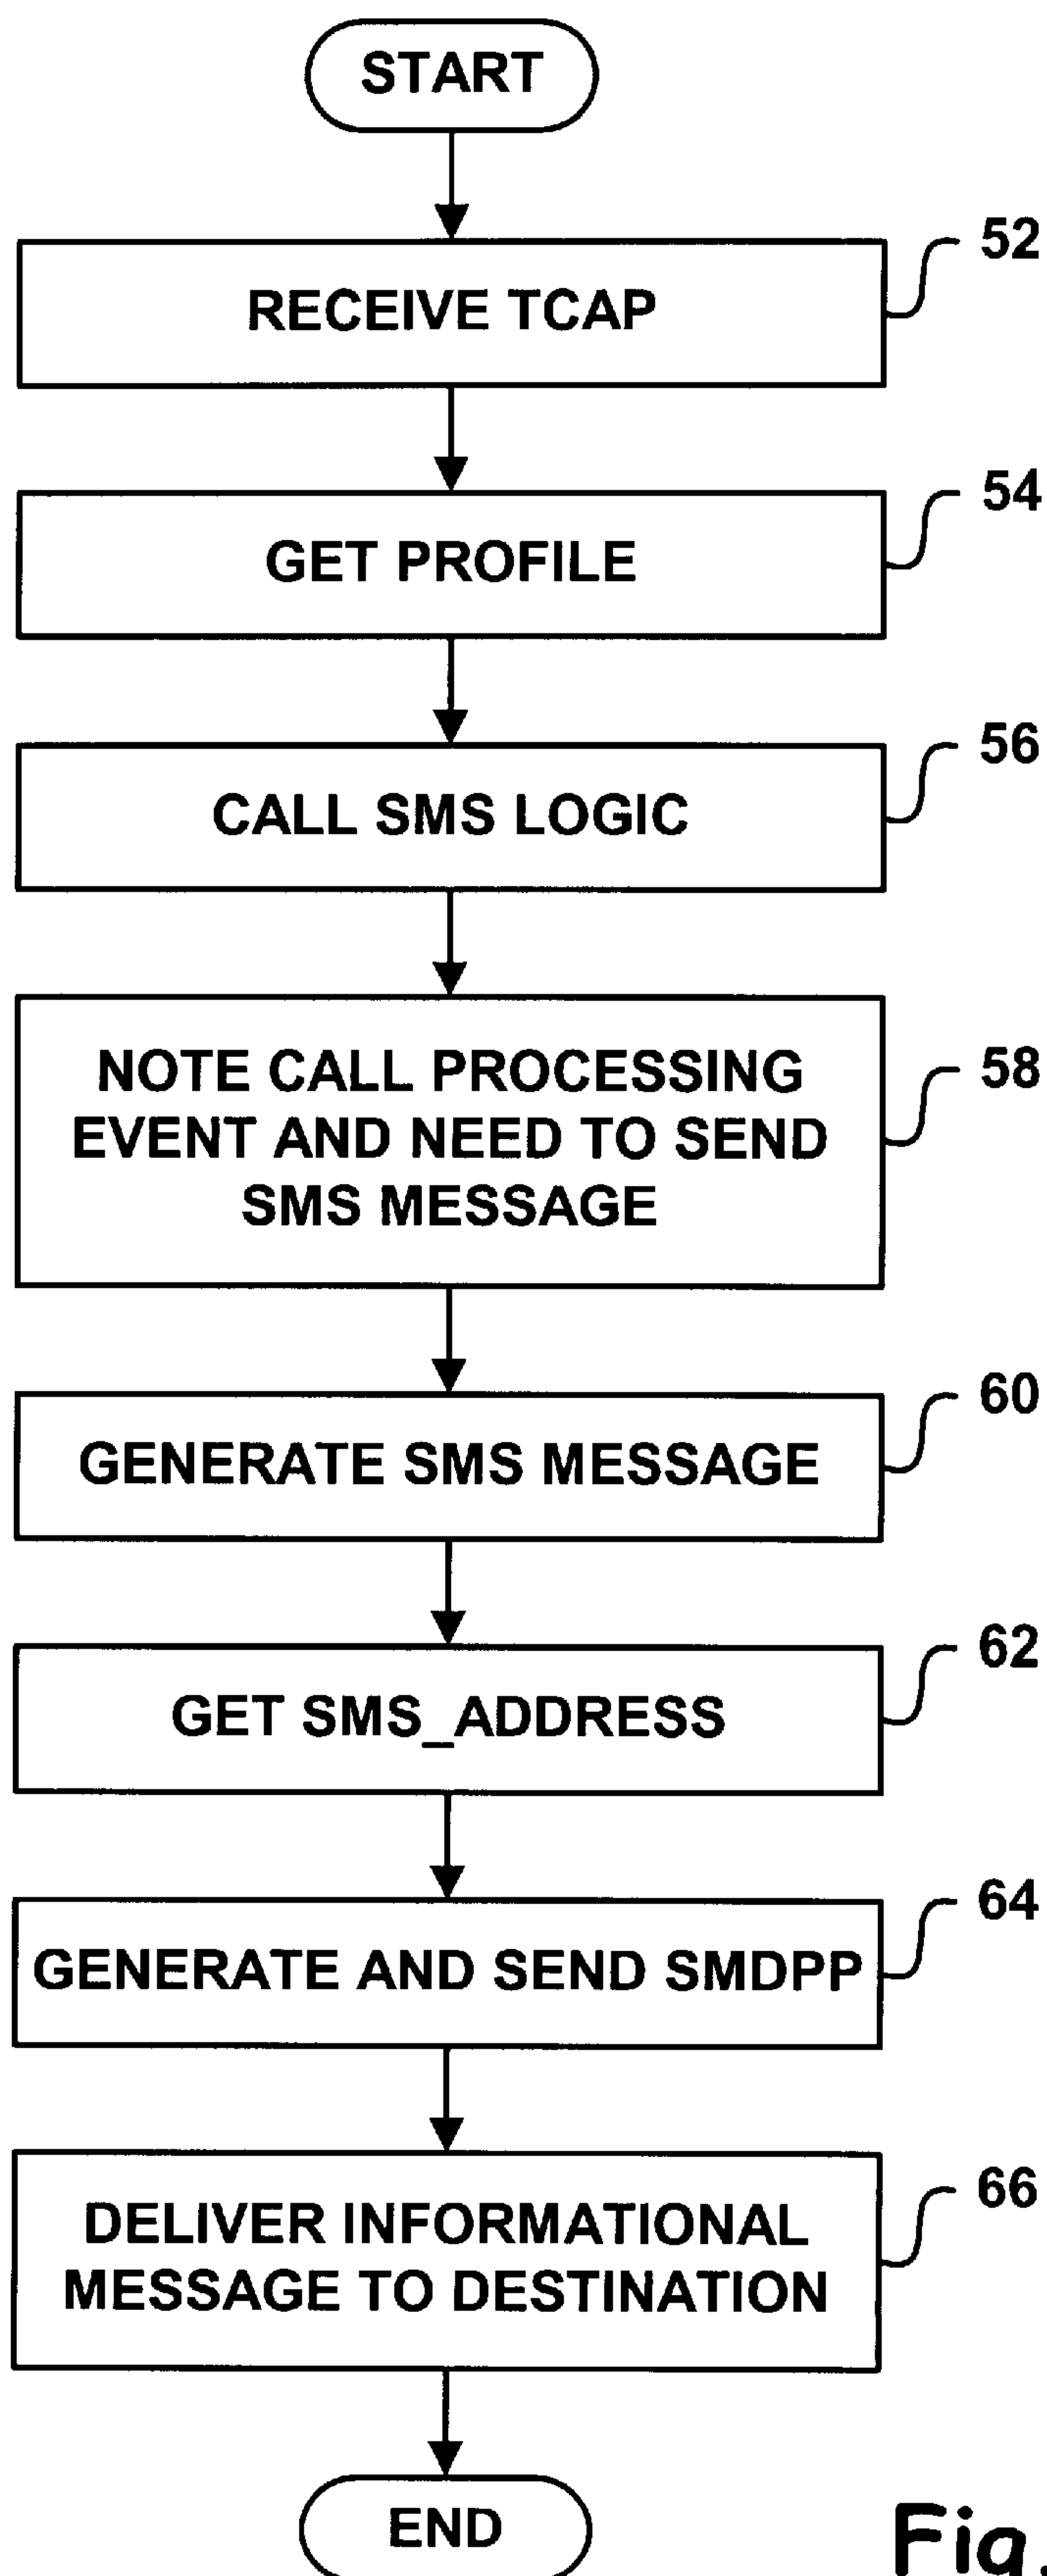 START
52
RECEIVE TCAP
54
GET PROFILE
56
CALL SMS LOGIC
58
NOTE CALL PROCESSING
EVENT AND NEED TO SEND
SMS MESSAGE
60
GENERATE SMS MESSAGE
62
GET SMS_ADDRESS
64
GENERATE AND SEND SMDPP
66
DELIVER INFORMATIONAL
MESSAGE TO DESTINATION
END
Fig.